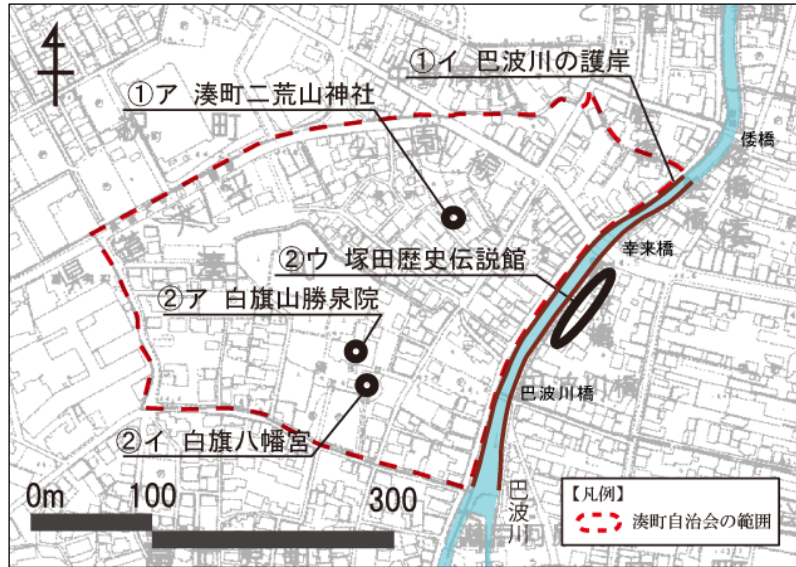 ①イ 巴波川の護岸
①ア 湊町二荒山神社
倭橋
幸来橋
②ウ 塚田歴史伝説館
②ア 白旗山勝泉院
巴波川橋
②イ 白旗八幡宮
0m 100 300
巴波川
【凡例】
湊町自治会の範囲